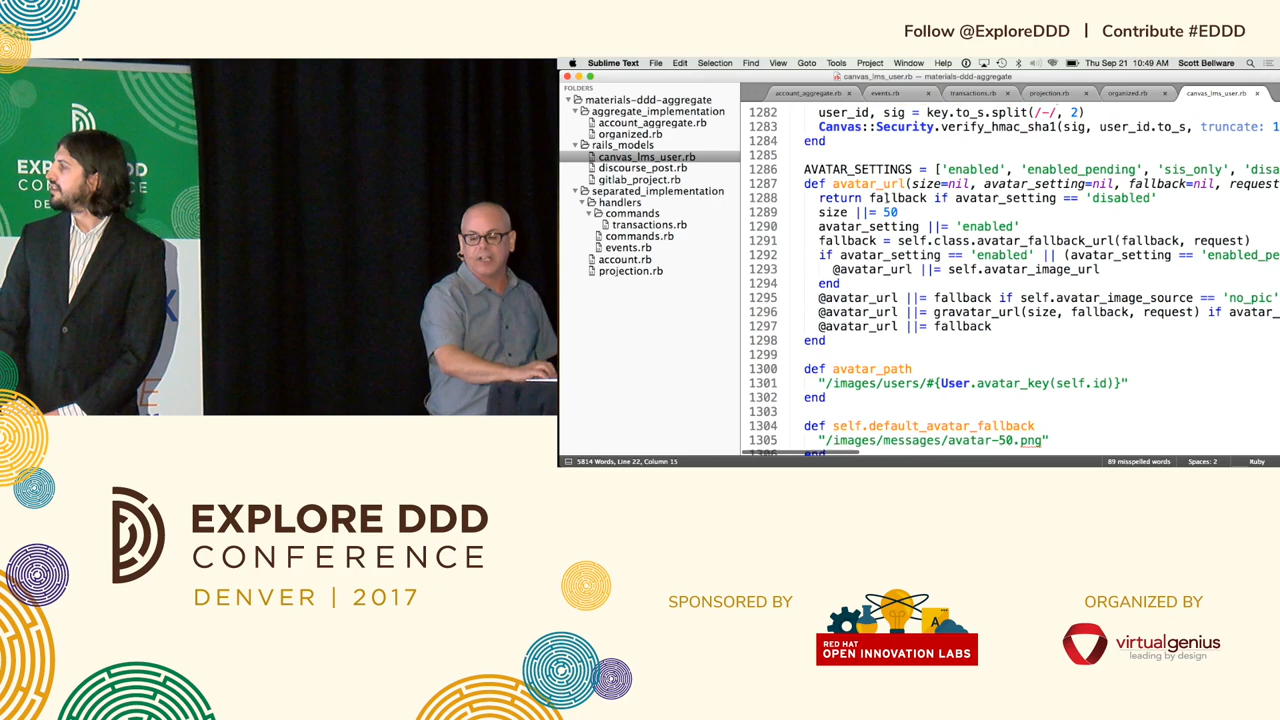 Follow @ExploreDDD | Contribute #EDDD
Sublime Text File Edit Selection Find View Goto Tools Project Window Help Thu Sep 21 10:49 AM Scott Bellware
canvas_lms_user.rb — materials-ddd-aggregate
account_aggregate.rb × events.rb × transactions.rb × projection.rb × organized.rb × canvas_lms_user.rb ×
FOLDERS
materials-ddd-aggregate
aggregate_implementation
account_aggregate.rb
organized.rb
rails_models
canvas_lms_user.rb
discourse_post.rb
gitlab_project.rb
separated_implementation
handlers
commands
transactions.rb
commands.rb
events.rb
account.rb
projection.rb
1282 user_id, sig = key.to_s.split(/-/, 2)
1283 Canvas::Security.verify_hmac_sha1(sig, user_id.to_s, truncate: 1
1284 end
1285
1286 AVATAR_SETTINGS = ['enabled', 'enabled_pending', 'sis_only', 'disa
1287 def avatar_url(size=nil, avatar_setting=nil, fallback=nil, request
1288 return fallback if avatar_setting == 'disabled'
1289 size ||= 50
1290 avatar_setting ||= 'enabled'
1291 fallback = self.class.avatar_fallback_url(fallback, request)
1292 if avatar_setting == 'enabled' || (avatar_setting == 'enabled_pe
1293 @avatar_url ||= self.avatar_image_url
1294 end
1295 @avatar_url ||= fallback if self.avatar_image_source == 'no_pic'
1296 @avatar_url ||= gravatar_url(size, fallback, request) if avatar_
1297 @avatar_url ||= fallback
1298 end
1299
1300 def avatar_path
1301 "/images/users/#{User.avatar_key(self.id)}"
1302 end
1303
1304 def self.default_avatar_fallback
1305 "/images/messages/avatar-50.png"
1306 end
5814 Words, Line 22, Column 15 89 misspelled words Spaces: 2 Ruby
EXPLORE DDD
CONFERENCE
DENVER | 2017
SPONSORED BY
RED HAT
OPEN INNOVATION LABS
ORGANIZED BY
virtualgenius
leading by design